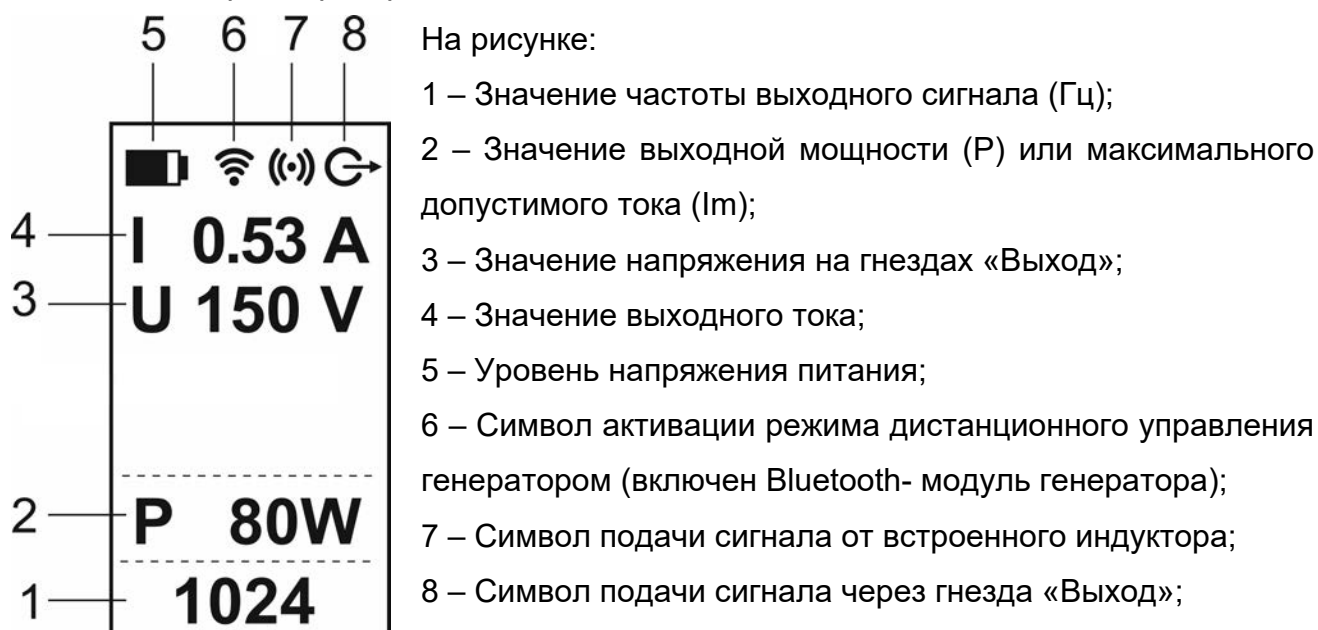 5 6 7 8
4 I 0.53 A
3 U 150 V
2 P 80W
1 1024
На рисунке:
1 – Значение частоты выходного сигнала (Гц);
2 – Значение выходной мощности (P) или максимального
допустимого тока (Im);
3 – Значение напряжения на гнездах «Выход»;
4 – Значение выходного тока;
5 – Уровень напряжения питания;
6 – Символ активации режима дистанционного управления
генератором (включен Bluetooth- модуль генератора);
7 – Символ подачи сигнала от встроенного индуктора;
8 – Символ подачи сигнала через гнезда «Выход»;